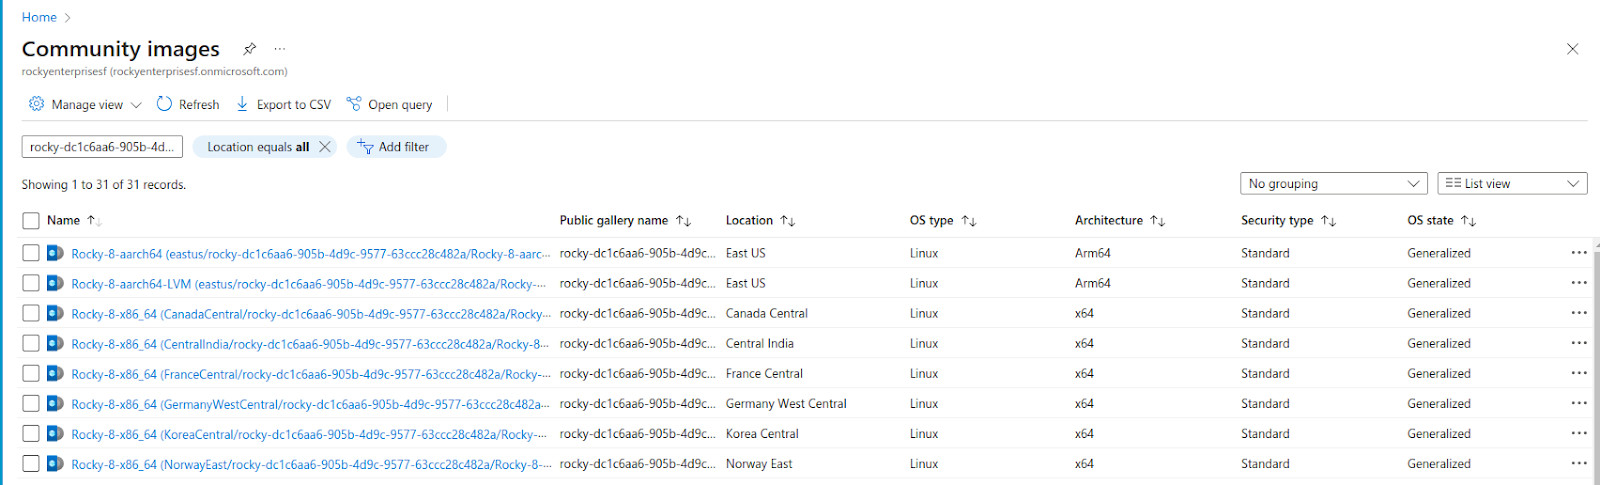 Home
Community images
rockyenterprisesf (rockyenterprisesf.onmicrosoft.com)
Manage view Refresh Export to CSV Open query
rocky-dc1c6aa6-905b-4d... Location equals all Add filter
Showing 1 to 31 of 31 records. No grouping List view
Name Public gallery name Location OS type Architecture Security type OS state
Rocky-8-aarch64 (eastus/rocky-dc1c6aa6-905b-4d9c-9577-63ccc28c482a/Rocky-8-aarc... rocky-dc1c6aa6-905b-4d9c... East US Linux Arm64 Standard Generalized
Rocky-8-aarch64-LVM (eastus/rocky-dc1c6aa6-905b-4d9c-9577-63ccc28c482a/Rocky-... rocky-dc1c6aa6-905b-4d9c... East US Linux Arm64 Standard Generalized
Rocky-8-x86_64 (CanadaCentral/rocky-dc1c6aa6-905b-4d9c-9577-63ccc28c482a/Rocky... rocky-dc1c6aa6-905b-4d9c... Canada Central Linux x64 Standard Generalized
Rocky-8-x86_64 (CentralIndia/rocky-dc1c6aa6-905b-4d9c-9577-63ccc28c482a/Rocky-8... rocky-dc1c6aa6-905b-4d9c... Central India Linux x64 Standard Generalized
Rocky-8-x86_64 (FranceCentral/rocky-dc1c6aa6-905b-4d9c-9577-63ccc28c482a/Rocky-... rocky-dc1c6aa6-905b-4d9c... France Central Linux x64 Standard Generalized
Rocky-8-x86_64 (GermanyWestCentral/rocky-dc1c6aa6-905b-4d9c-9577-63ccc28c482a... rocky-dc1c6aa6-905b-4d9c... Germany West Central Linux x64 Standard Generalized
Rocky-8-x86_64 (KoreaCentral/rocky-dc1c6aa6-905b-4d9c-9577-63ccc28c482a/Rocky-... rocky-dc1c6aa6-905b-4d9c... Korea Central Linux x64 Standard Generalized
Rocky-8-x86_64 (NorwayEast/rocky-dc1c6aa6-905b-4d9c-9577-63ccc28c482a/Rocky-8-... rocky-dc1c6aa6-905b-4d9c... Norway East Linux x64 Standard Generalized